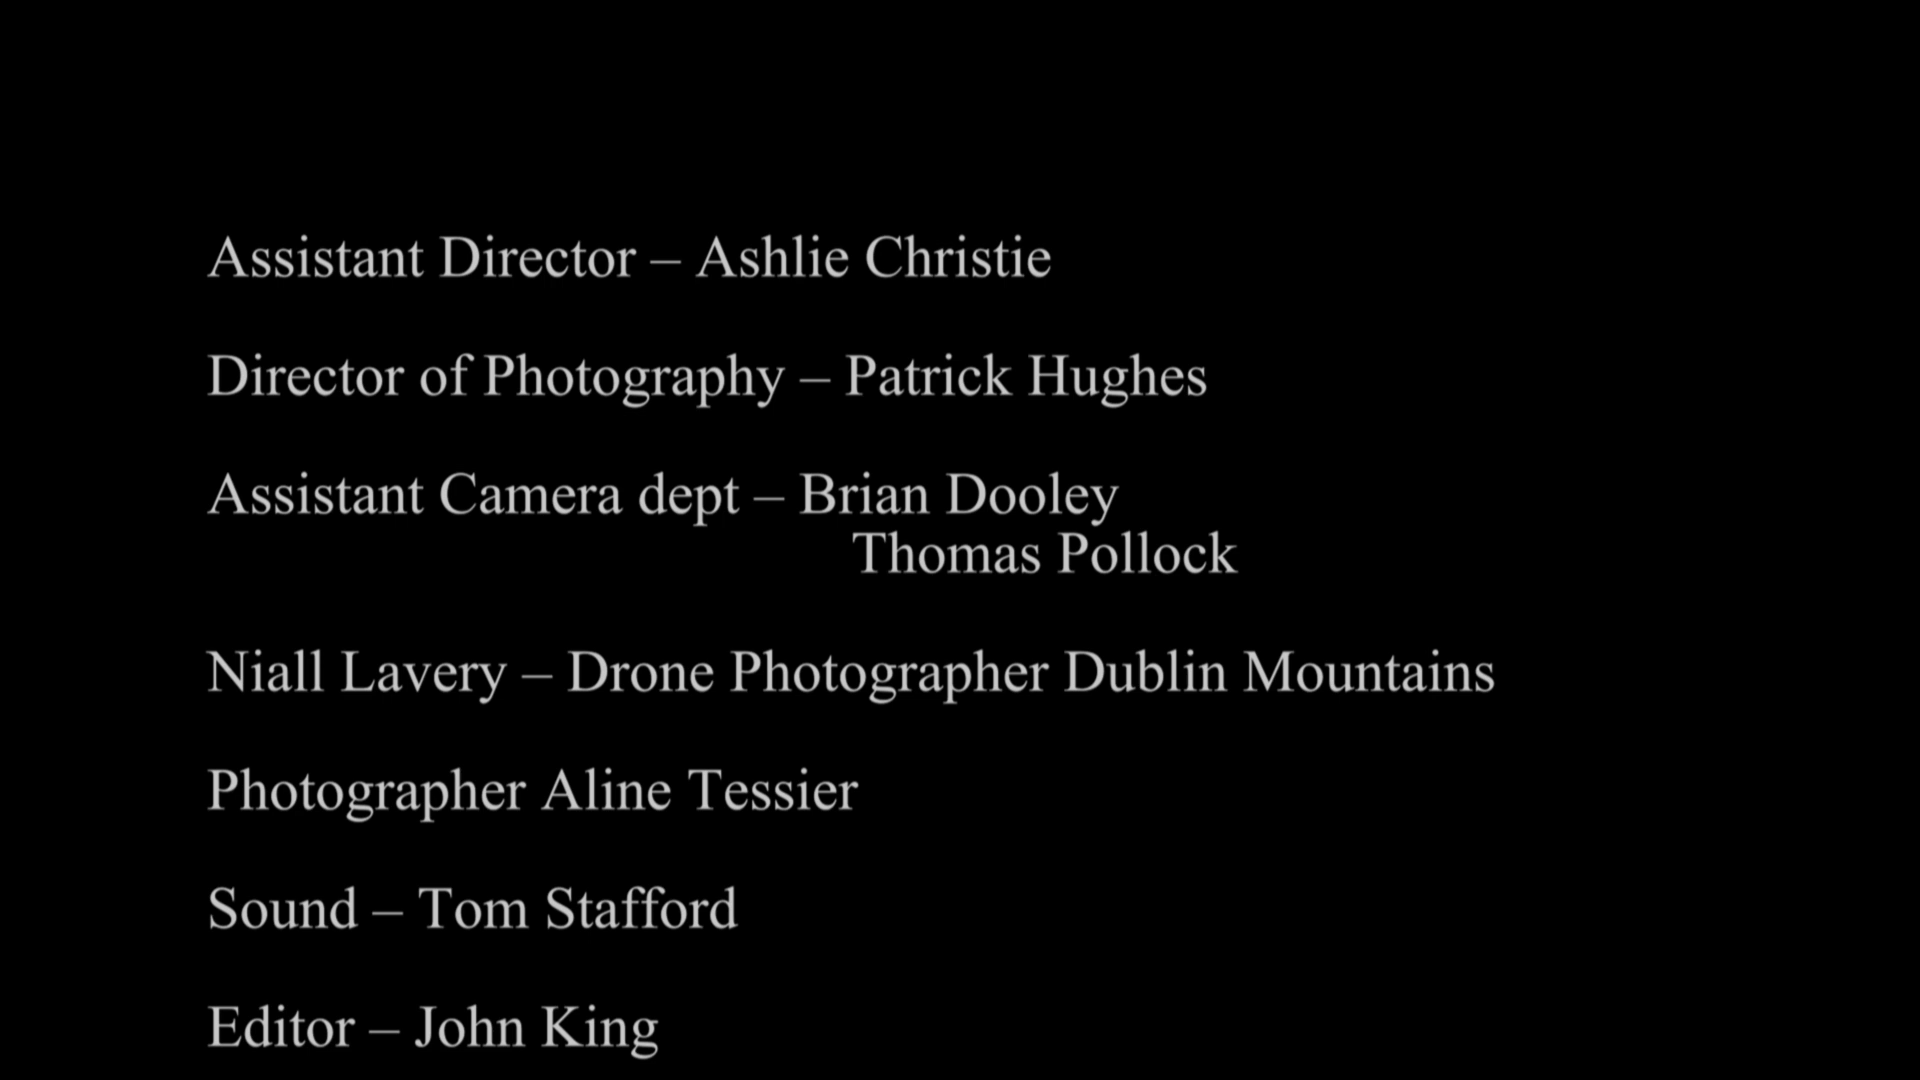 Assistant Director – Ashlie Christie
Director of Photography – Patrick Hughes
Assistant Camera dept – Brian Dooley
Thomas Pollock
Niall Lavery – Drone Photographer Dublin Mountains
Photographer Aline Tessier
Sound – Tom Stafford
Editor – John King